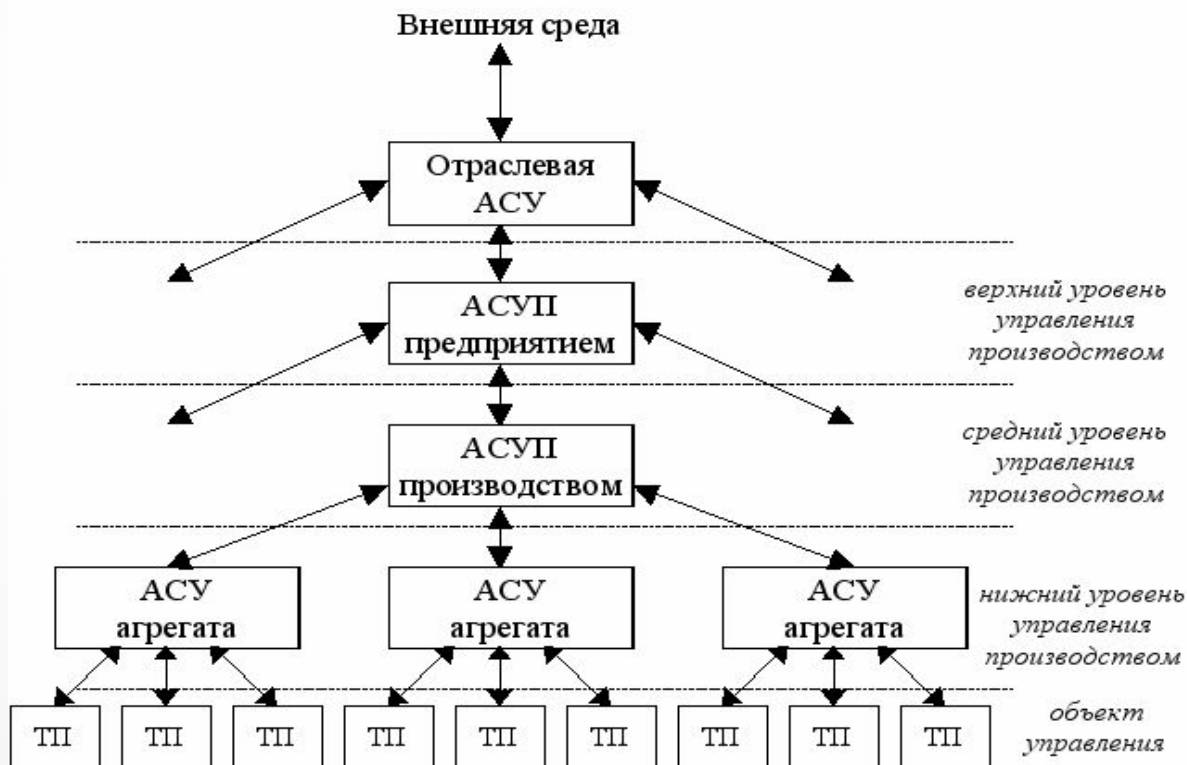 Внешняя среда
Отраслевая
АСУ
верхний уровень
управления
производством
АСУП
предприятием
средний уровень
управления
производством
АСУП
производством
АСУ
агрегата
АСУ
агрегата
АСУ
агрегата
нижний уровень
управления
производством
ТП
ТП
ТП
ТП
ТП
ТП
ТП
ТП
ТП
объект
управления